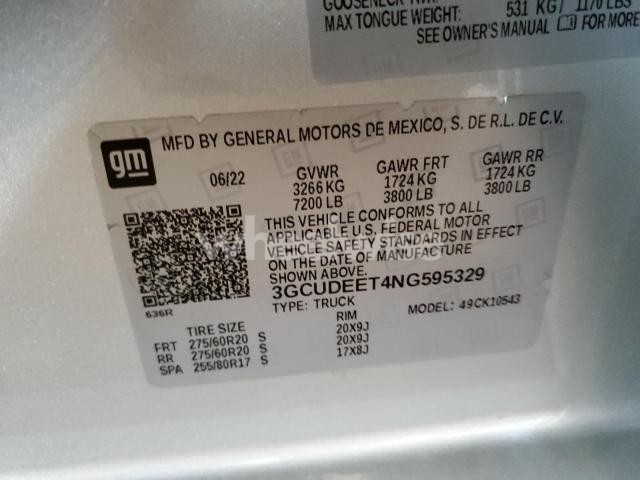 531 KG/ 1170 LBS
MAX TONGUE WEIGHT:
SEE OWNER'S MANUAL FOR MORE
gm
MFD BY GENERAL MOTORS DE MEXICO, S. DE R.L. DE C.V.
06/22 GVWR GAWR FRT GAWR RR
3266 KG 1724 KG 1724 KG
7200 LB 3800 LB 3800 LB
THIS VEHICLE CONFORMS TO ALL
APPLICABLE U.S. FEDERAL MOTOR
VEHICLE SAFETY STANDARDS IN EFFECT
ON THE DATE OF MANUFACTURE
SHOWN ABOVE.
3GCUDEET4NG595329
TYPE: TRUCK MODEL: 49CK10543
636R
TIRE SIZE RIM
FRT 275/60R20 S 20X9J
RR 275/60R20 S 20X9J
SPA 255/80R17 S 17X8J